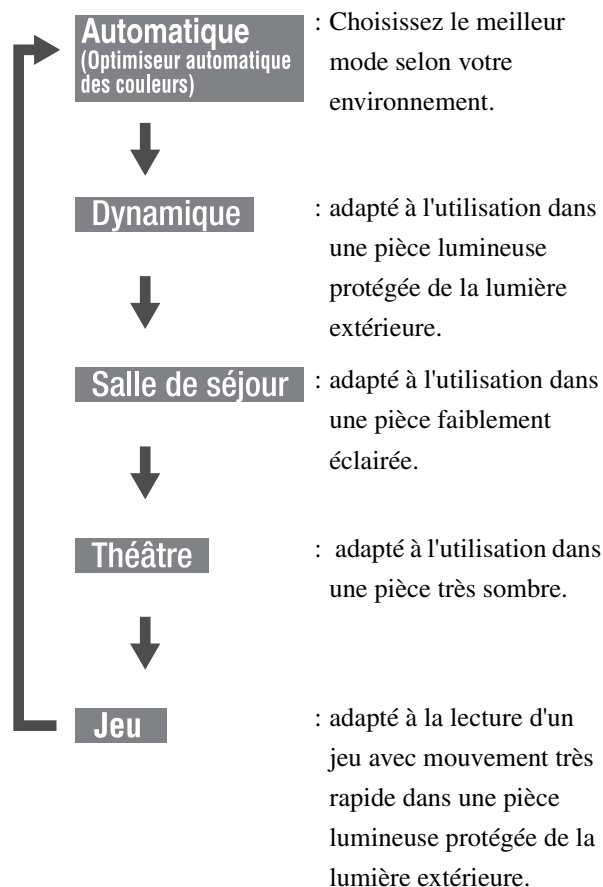 Automatique
(Optimiseur automatique
des couleurs)
: Choisissez le meilleur
mode selon votre
environnement.
Dynamique
: adapté à l'utilisation dans
une pièce lumineuse
protégée de la lumière
extérieure.
Salle de séjour
: adapté à l'utilisation dans
une pièce faiblement
éclairée.
Théâtre
: adapté à l'utilisation dans
une pièce très sombre.
Jeu
: adapté à la lecture d'un
jeu avec mouvement très
rapide dans une pièce
lumineuse protégée de la
lumière extérieure.